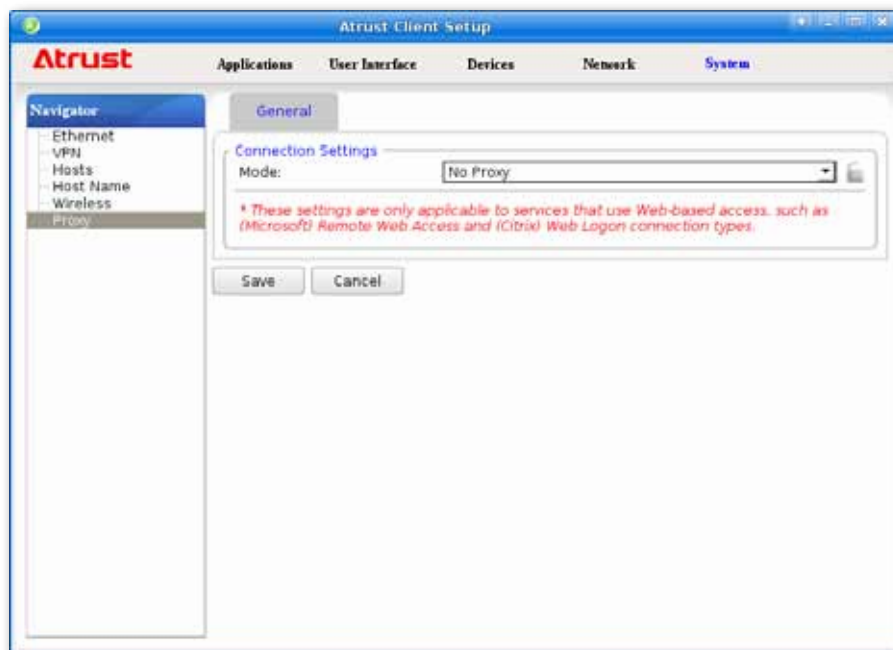 Atrust Client Setup
Atrust
Applications User Interface Devices Network System
Navigator
Ethernet
VPN
Hosts
Host Name
Wireless
Proxy
General
Connection Settings
Mode: No Proxy
* These settings are only applicable to services that use Web-based access, such as
(Microsoft) Remote Web Access and (Citrix) Web Logon connection types.
Save Cancel